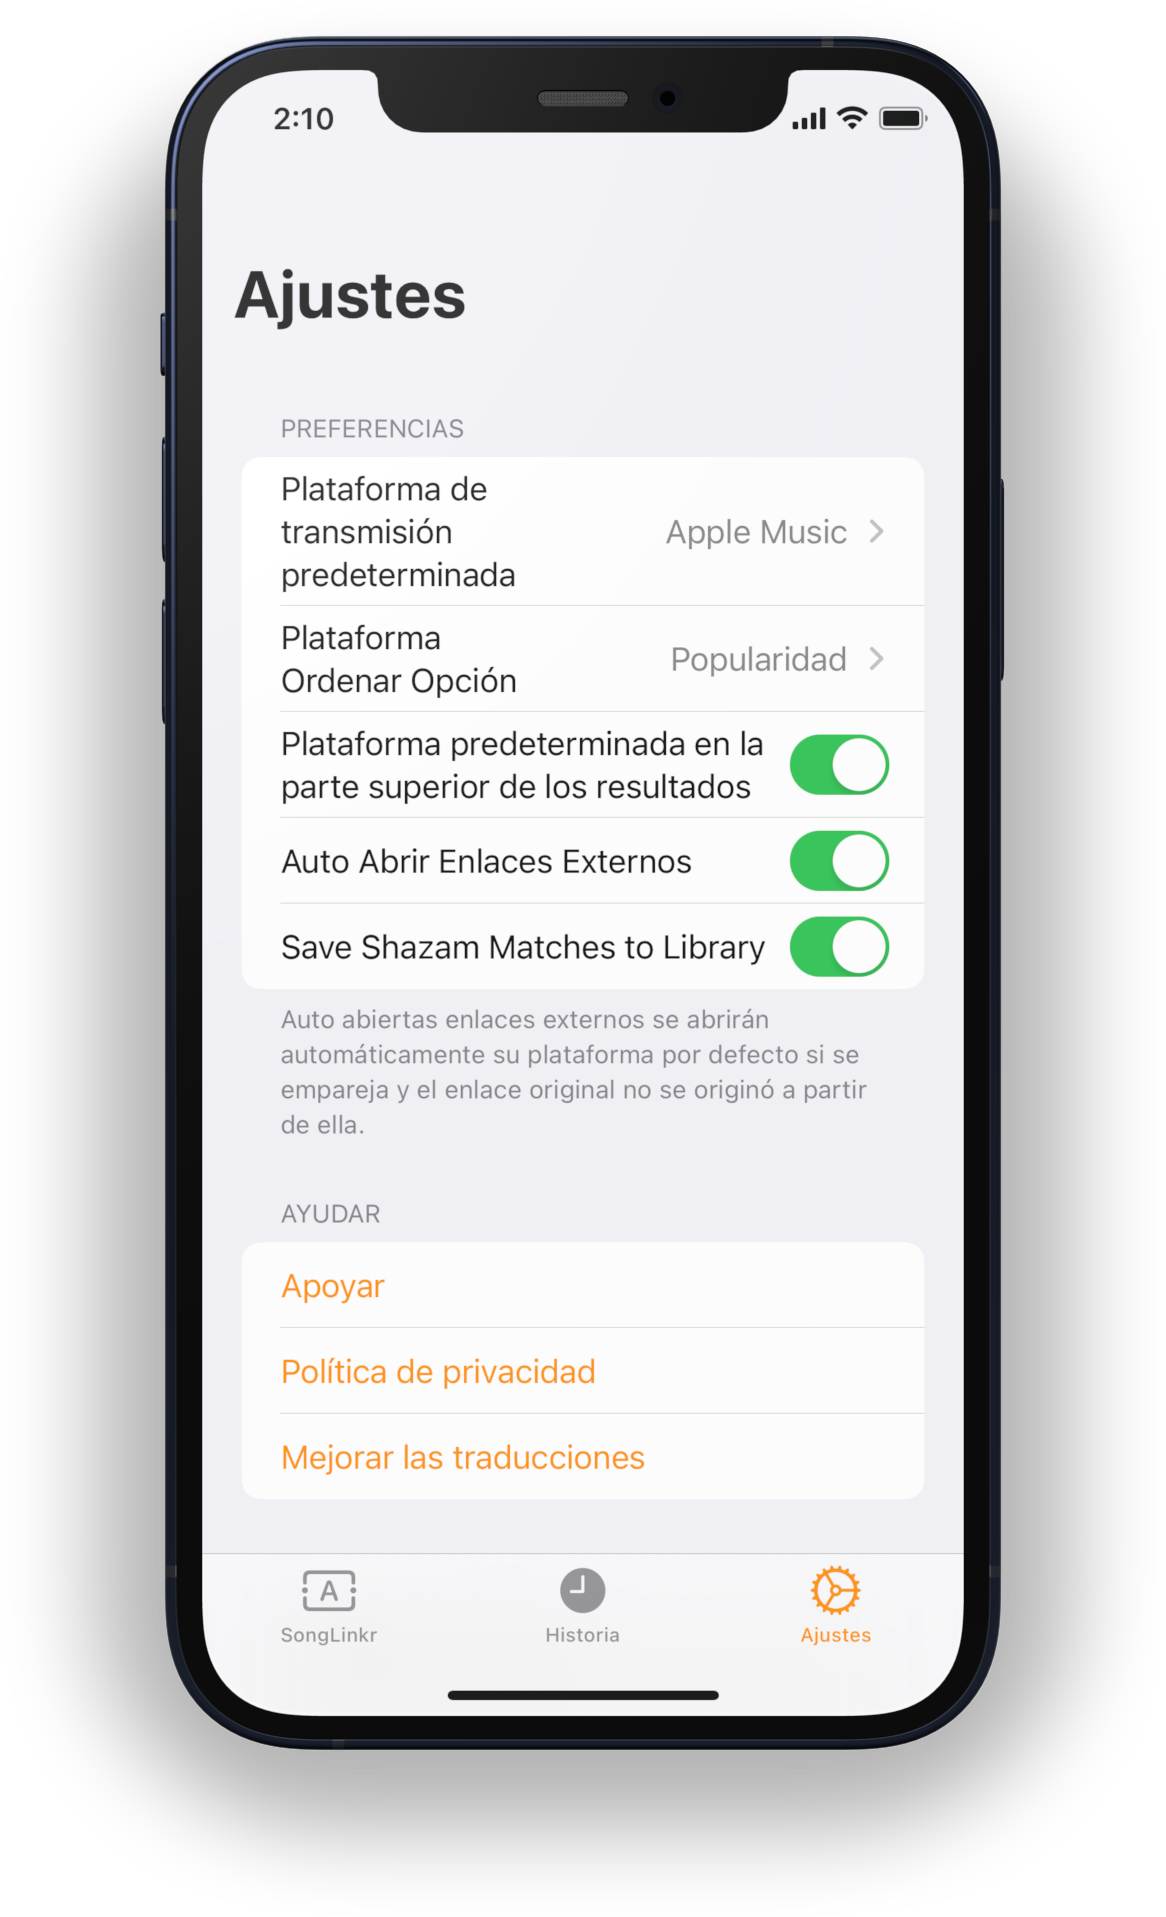 2:10
Ajustes
PREFERENCIAS
Plataforma de
transmisión
predeterminada
Apple Music
Plataforma
Ordenar Opción
Popularidad
Plataforma predeterminada en la
parte superior de los resultados
Auto Abrir Enlaces Externos
Save Shazam Matches to Library
Auto abiertas enlaces externos se abrirán
automáticamente su plataforma por defecto si se
empareja y el enlace original no se originó a partir
de ella.
AYUDAR
Apoyar
Política de privacidad
Mejorar las traducciones
A
SongLinkr
Historia
Ajustes